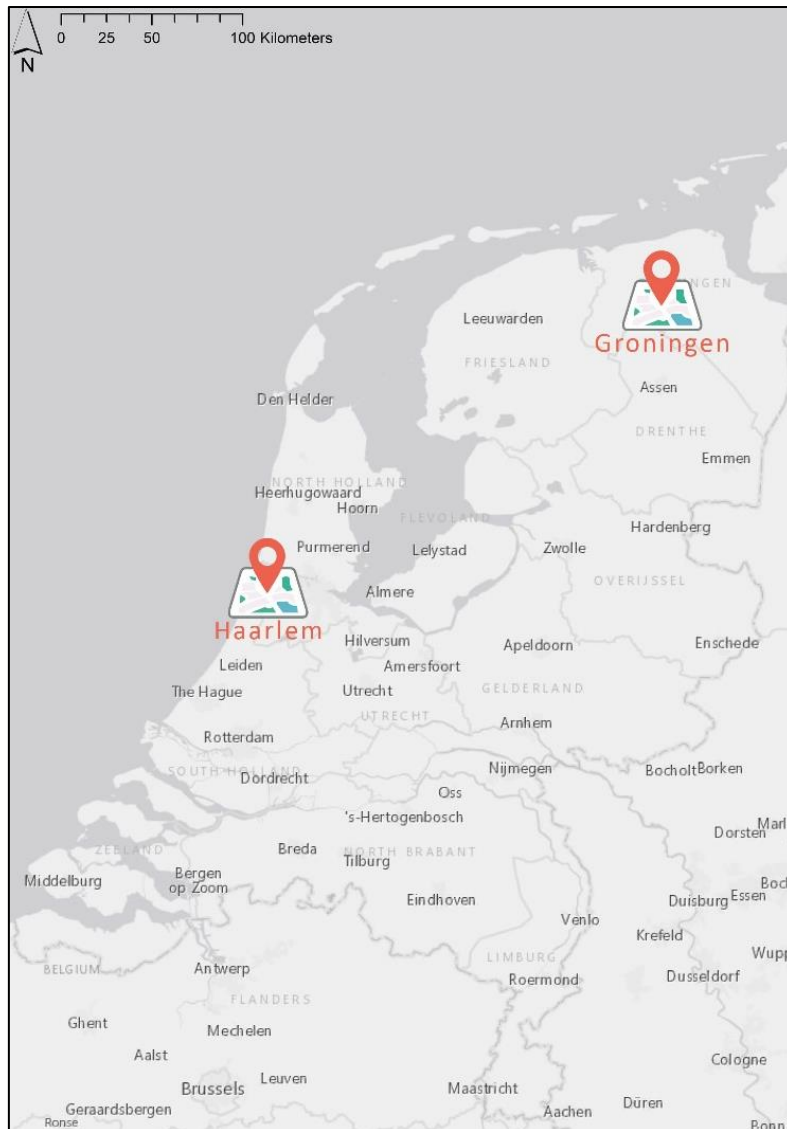 0 25 50 100 Kilometers
N
Leeuwarden
FRIESLAND
Groningen
Assen
DRENTHE
Den Helder
Emmen
NORTH HOLLAND
Heerhugowaard
Hoorn
FLEVOLAND
Hardenberg
Purmerend
Lelystad
Zwolle
OVERIJSSEL
Almere
Haarlem
Hilversum
Apeldoorn
Enschede
Leiden
Amersfoort
The Hague
Utrecht
GELDERLAND
UTRECHT
Arnhem
Rotterdam
SOUTH HOLLAND
Dordrecht
Nijmegen
Bocholt
Borken
Oss
's-Hertogenbosch
Dorsten
ZEELAND
Breda
Tilburg
NORTH BRABANT
Middelburg
Bergen
op Zoom
Eindhoven
Duisburg
Essen
Venlo
Krefeld
BELGIUM
Antwerp
LIMBURG
Roermond
Dusseldorf
FLANDERS
Ghent
Mechelen
Aalst
Cologne
Brussels
Leuven
Maastricht
Geraardsbergen
Aachen
Düren
Ronse
Bonn